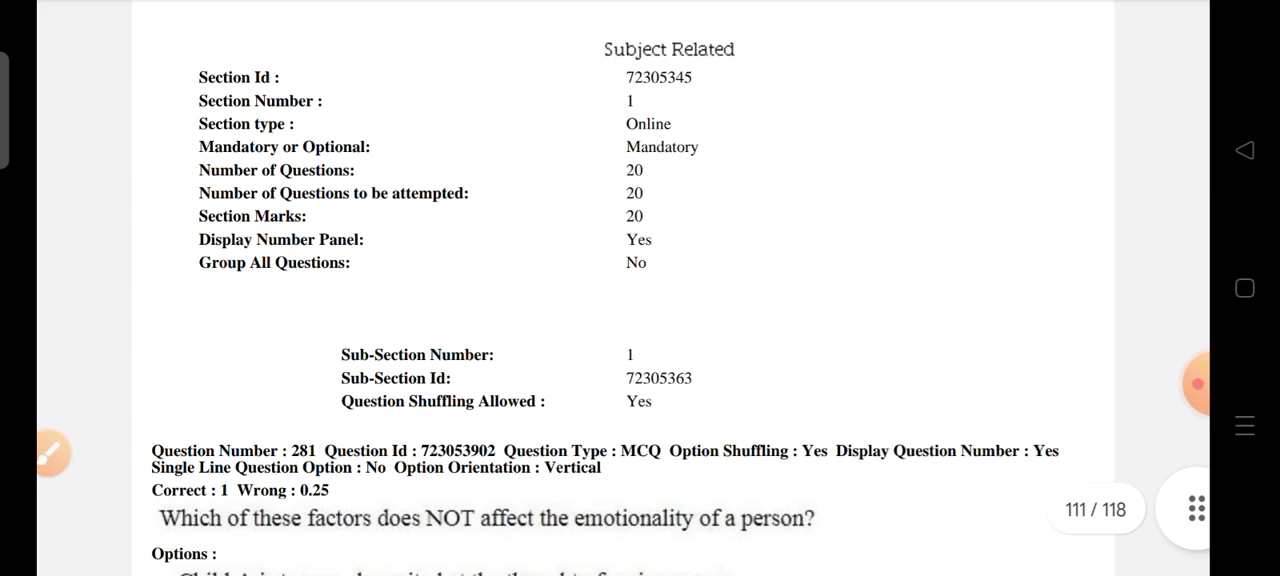 Subject Related
Section Id : 72305345
Section Number : 1
Section type : Online
Mandatory or Optional: Mandatory
Number of Questions: 20
Number of Questions to be attempted: 20
Section Marks: 20
Display Number Panel: Yes
Group All Questions: No
Sub-Section Number: 1
Sub-Section Id: 72305363
Question Shuffling Allowed : Yes
Question Number : 281 Question Id : 723053902 Question Type : MCQ Option Shuffling : Yes Display Question Number : Yes
Single Line Question Option : No Option Orientation : Vertical
Correct : 1 Wrong : 0.25
111 / 118
Which of these factors does NOT affect the emotionality of a person?
Options :